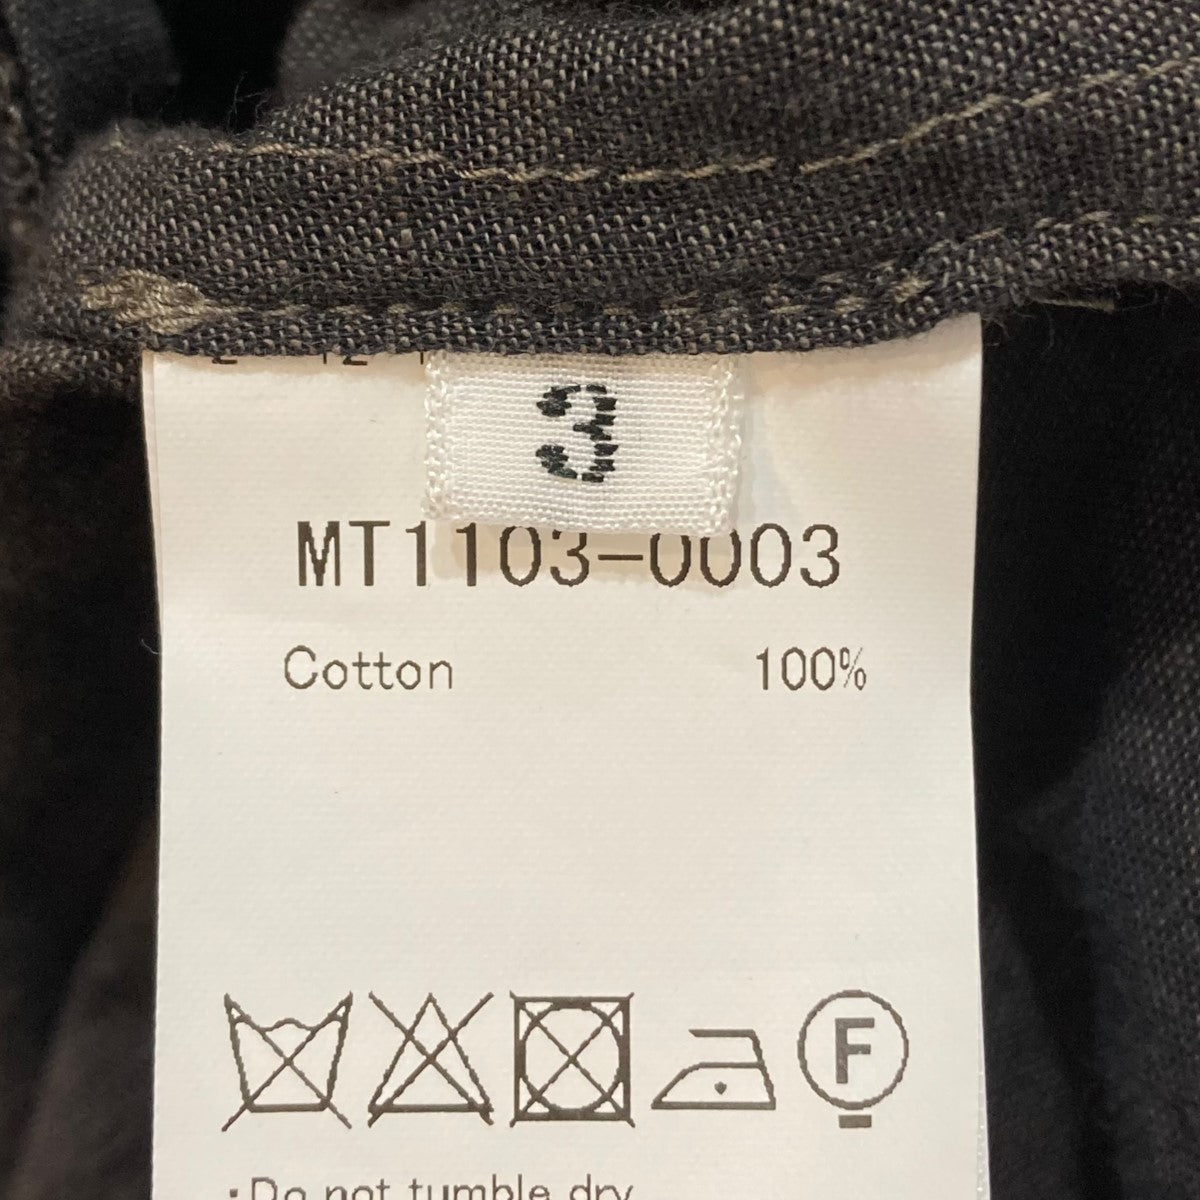 3
MT1103-0003
Cotton 100%
F
·Do not tumble dry